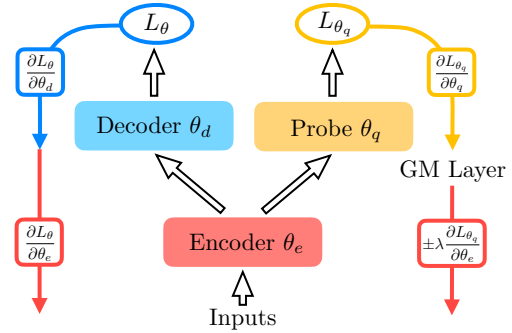 L_θ L_{θ_q}
∂L_θ/∂θ_d ∂L_{θ_q}/∂θ_q
Decoder θ_d Probe θ_q
GM Layer
∂L_θ/∂θ_e Encoder θ_e ±λ ∂L_{θ_q}/∂θ_e
Inputs